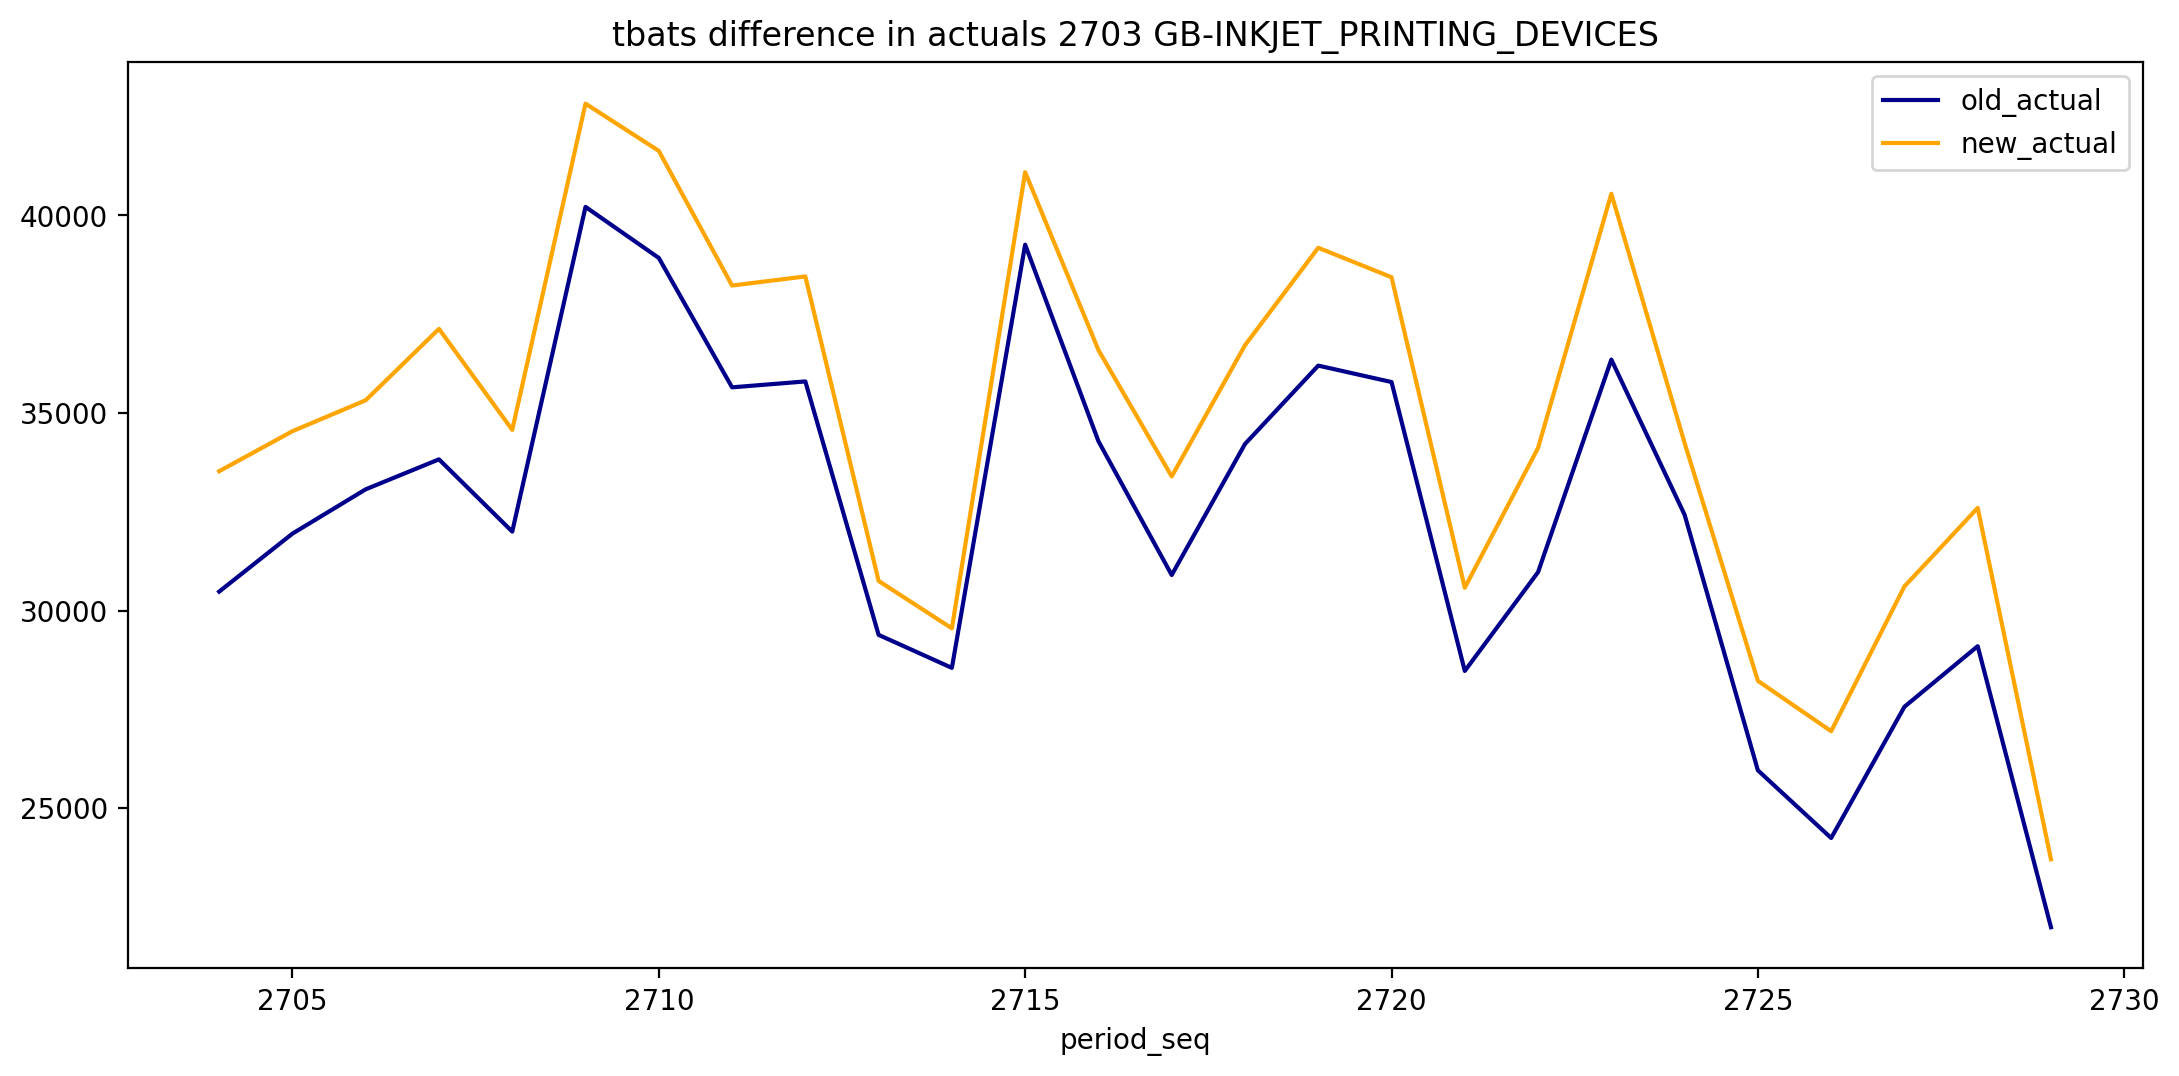 tbats difference in actuals 2703 GB-INKJET_PRINTING_DEVICES
old_actual
new_actual
40000
35000
30000
25000
2705 2710 2715 2720 2725 2730
period_seq